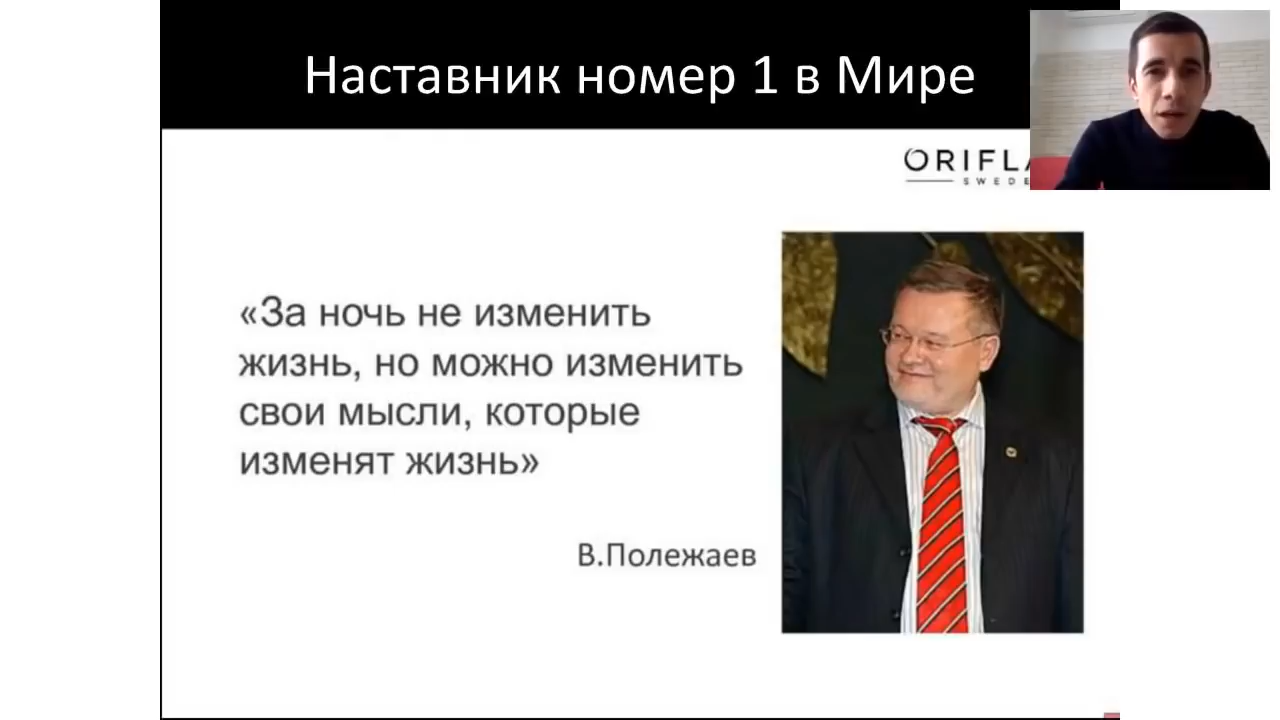 Наставник номер 1 в Мире
ORIFLA
SWEDE
«За ночь не изменить
жизнь, но можно изменить
свои мысли, которые
изменят жизнь»
В.Полежаев